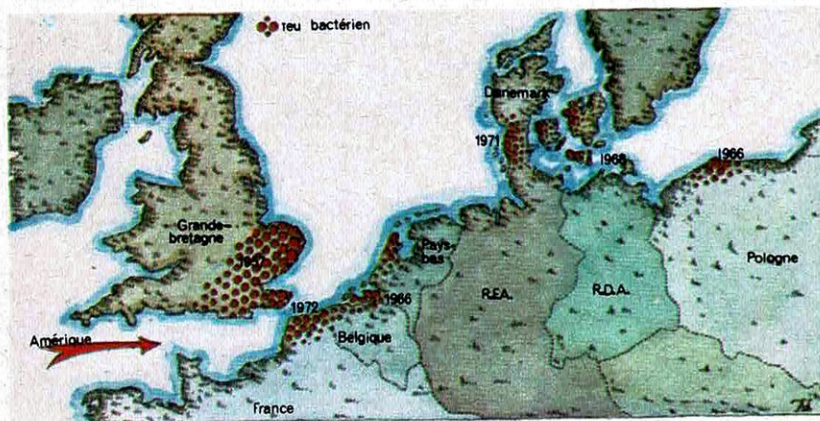 feu bactérien
Danemark
1971
1968
1966
Grande-
bretagne
Pays-
bas
Pologne
R.F.A.
R.D.A.
1966
1972
Belgique
Amérique
France